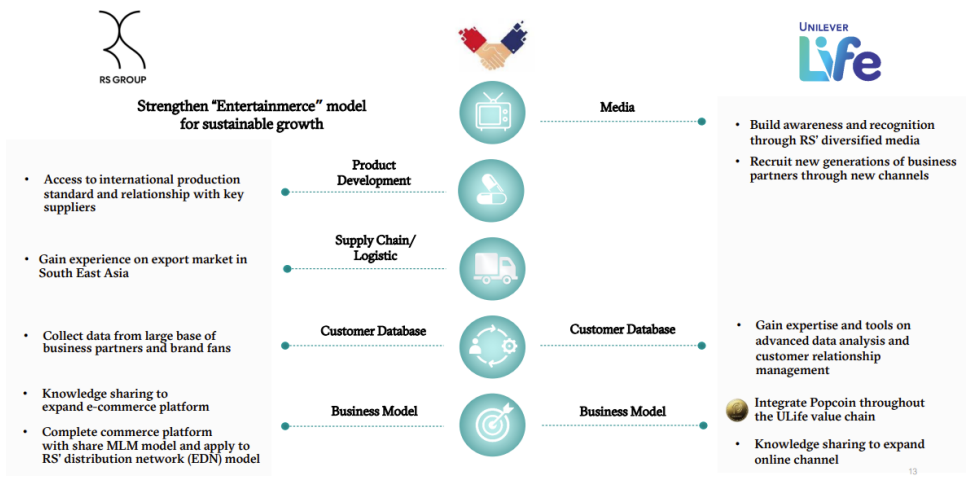 RS GROUP
UNILEVER
Life
Strengthen “Entertainmerce” model
for sustainable growth
Media
• Build awareness and recognition
through RS’ diversified media
• Recruit new generations of business
partners through new channels
Product
Development
• Access to international production
standard and relationship with key
suppliers
Supply Chain/
Logistic
• Gain experience on export market in
South East Asia
Customer Database
• Collect data from large base of
business partners and brand fans
Customer Database
• Gain expertise and tools on
advanced data analysis and
customer relationship
management
Business Model
• Knowledge sharing to
expand e-commerce platform
• Complete commerce platform
with share MLM model and apply to
RS’ distribution network (EDN) model
Business Model
Integrate Popcoin throughout
the ULife value chain
• Knowledge sharing to expand
online channel
13